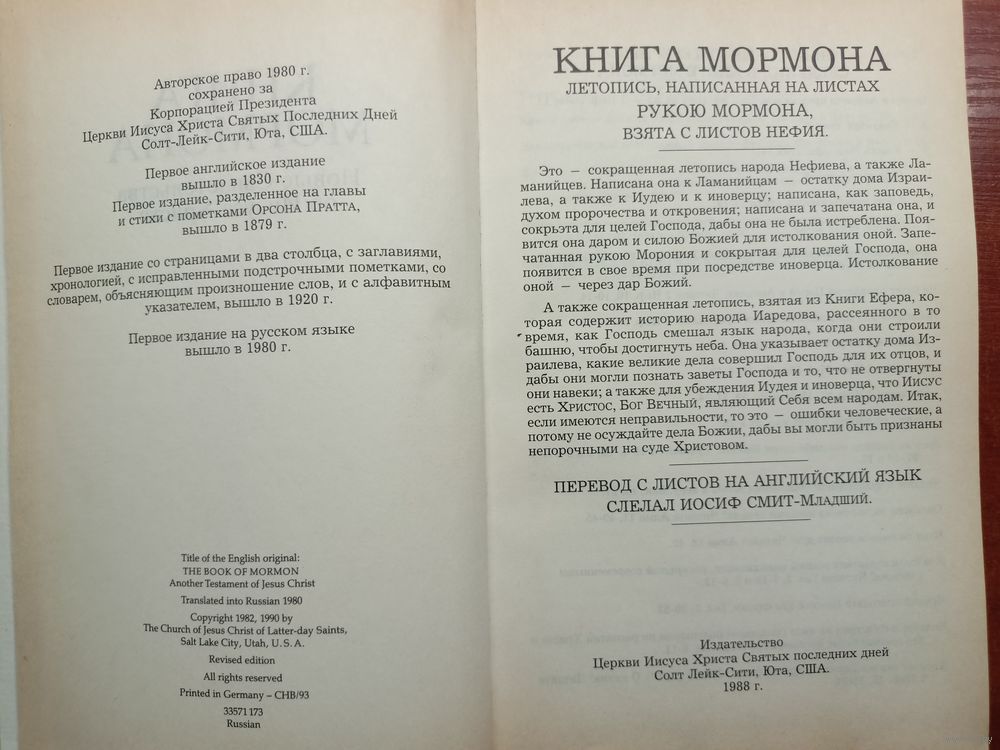 Авторское право 1980 г.
сохранено за
Корпорацией Президента
Церкви Иисуса Христа Святых Последних Дней
Солт-Лейк-Сити, Юта, США.
Первое английское издание
вышло в 1830 г.
Первое издание, разделенное на главы
и стихи с пометками Орсона Пратта,
вышло в 1879 г.
Первое издание со страницами в два столбца, с заглавиями,
хронологией, с исправленными подстрочными пометками, со
словарем, объясняющим произношение слов, и с алфавитным
указателем, вышло в 1920 г.
Первое издание на русском языке
вышло в 1980 г.
Title of the English original:
THE BOOK OF MORMON
Another Testament of Jesus Christ
Translated into Russian 1980
Copyright 1982, 1990 by
The Church of Jesus Christ of Latter-day Saints,
Salt Lake City, Utah, U.S.A.
Revised edition
All rights reserved
Printed in Germany – CHB/93
33571173
Russian
КНИГА МОРМОНА
ЛЕТОПИСЬ, НАПИСАННАЯ НА ЛИСТАХ
РУКОЮ МОРМОНА,
ВЗЯТА С ЛИСТОВ НЕФИЯ.
Это — сокращенная летопись народа Нефиева, а также Ла-
манийцев. Написана она к Ламанийцам — остатку дома Израи-
лева, а также к Иудею и к иноверцу; написана, как заповедь,
духом пророчества и откровения; написана и запечатана она, и
сокрьэта для целей Господа, дабы она не была истреблена. Поя-
вится она даром и силою Божией для истолкования оной. Запе-
чатанная рукою Морония и сокрытая для целей Господа, она
появится в свое время при посредстве иноверца. Истолкование
оной — через дар Божий.
А также сокращенная летопись, взятая из Книги Ефера, ко-
торая содержит историю народа Иаредова, рассеянного в то
время, как Господь смешал язык народа, когда они строили
башню, чтобы достигнуть неба. Она указывает остатку дома Из-
раилева, какие великие дела совершил Господь для их отцов, и
дабы они могли познать заветы Господа и то, что не отвергнуты
они навеки; а также для убеждения Иудея и иноверца, что Иисус
есть Христос, Бог Вечный, являющий Себя всем народам. Итак,
если имеются неправильности, то это — ошибки человеческие, а
потому не осуждайте дела Божии, дабы вы могли быть признаны
непорочными на суде Христовом.
ПЕРЕВОД С ЛИСТОВ НА АНГЛИЙСКИЙ ЯЗЫК
СЛЕЛАЛ ИОСИФ СМИТ-Младший.
Издательство
Церкви Иисуса Христа Святых последних дней
Солт Лейк-Сити, Юта, США.
1988 г.